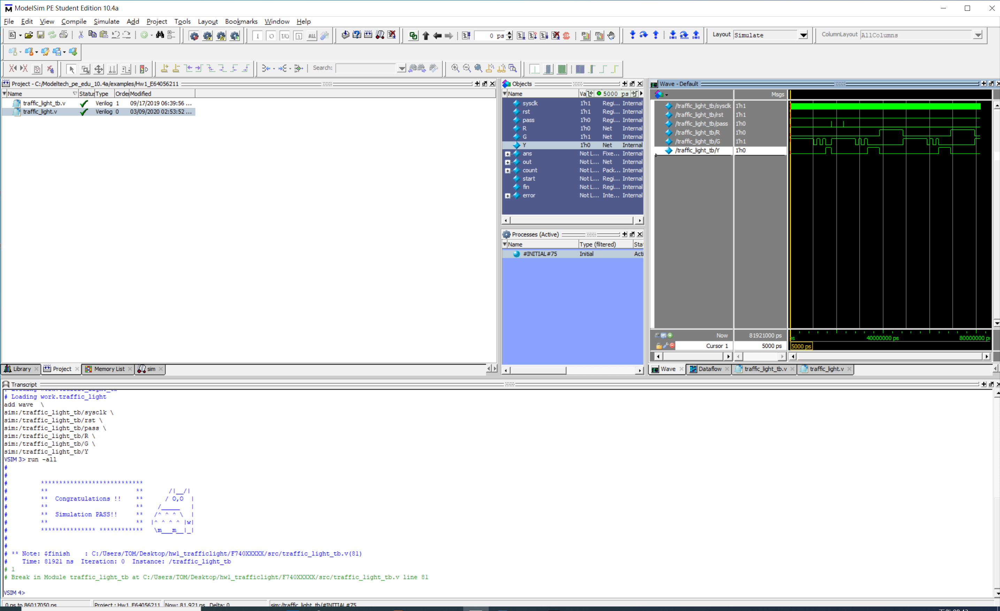 ModelSim PE Student Edition 10.4a
File Edit View Compile Simulate Add Project Tools Layout Bookmarks Window Help
0 ps
Layout Simulate
ColumnLayout AllColumns
Search:
Project - C:/Modeltech_pe_edu_10.4a/examples/Hw1_E64056211
Name Status Type Order Modified
traffic_light_tb.v Verilog 1 09/17/2019 06:39:56 ...
traffic_light.v Verilog 0 03/09/2020 02:53:52 ...
Library Project Memory List sim
Objects
Name Va 5000 ps
sysclk 1'h1 Regi... Internal
rst 1'h1 Regi... Internal
pass 1'h0 Regi... Internal
R 1'h0 Net Internal
G 1'h1 Net Internal
Y 1'h0 Net Internal
ans Not L... Fixe... Internal
out Not L... Net Internal
count Not L... Pack... Internal
start Not L... Regi... Internal
fin Not L... Regi... Internal
error Not L... Inte... Internal
Processes (Active)
Name Type (filtered) Sta
#INITIAL#75 Initial Acti
Wave - Default
Msgs
/traffic_light_tb/sysclk 1'h1
/traffic_light_tb/rst 1'h1
/traffic_light_tb/pass 1'h0
/traffic_light_tb/R 1'h0
/traffic_light_tb/G 1'h1
/traffic_light_tb/Y 1'h0
Now 81921000 ps ps 40000000 ps 80000000 ps
Cursor 1 5000 ps 5000 ps
Wave Dataflow traffic_light_tb.v traffic_light.v
Transcript
# Loading work.traffic_light
add wave \
sim:/traffic_light_tb/sysclk \
sim:/traffic_light_tb/rst \
sim:/traffic_light_tb/pass \
sim:/traffic_light_tb/R \
sim:/traffic_light_tb/G \
sim:/traffic_light_tb/Y
VSIM 3> run -all
#
#
#         ****************************
#         **                        **       /|__/|
#         **  Congratulations !!    **      / O,O  |
#         **                        **    /_____   |
#         **  Simulation PASS!!     **   /^ ^ ^ \  |
#         **                        **  |^ ^ ^ ^ |w|
#         *************** ************   \m___m__|_|
#
#
# ** Note: $finish    : C:/Users/TOM/Desktop/hw1_trafficlight/F740XXXXX/src/traffic_light_tb.v(81)
#    Time: 81921 ns  Iteration: 0  Instance: /traffic_light_tb
# 1
# Break in Module traffic_light_tb at C:/Users/TOM/Desktop/hw1_trafficlight/F740XXXXX/src/traffic_light_tb.v line 81
VSIM 4>
0 ps to 86017050 ps Project : Hw1_E64056211 Now: 81,921 ns Delta: 0 sim:/traffic_light_tb/#INITIAL#75